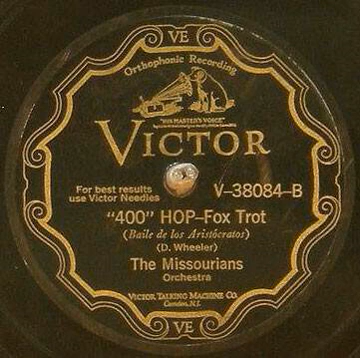 VE
Orthophonic Recording
"HIS MASTER'S VOICE"
VICTOR
For best results
use Victor Needles
V-38084-B
"400" HOP-Fox Trot
(Baile de los Aristócratos)
(D. Wheeler)
The Missourians
Orchestra
VICTOR TALKING MACHINE CO.
Camden, N.J.
VE